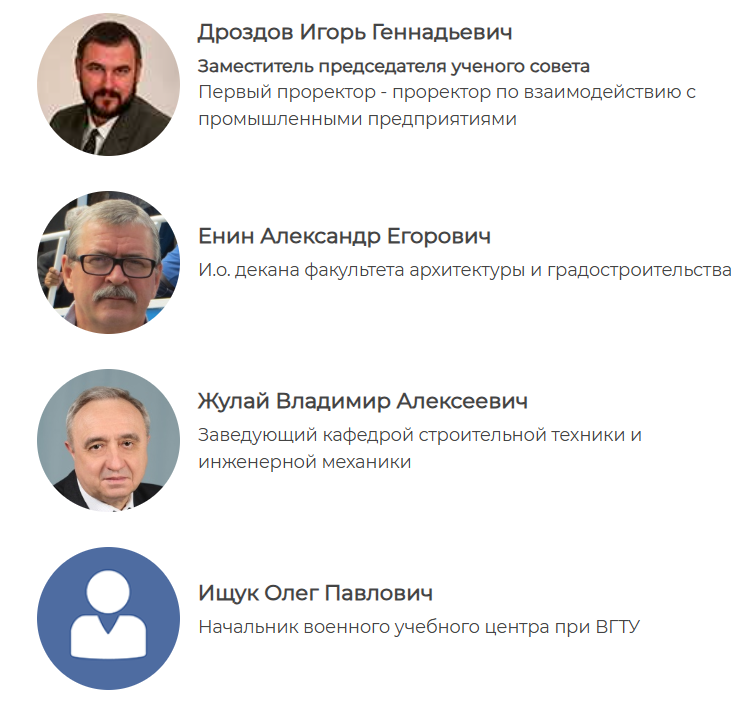 Дроздов Игорь Геннадьевич
Заместитель председателя ученого совета
Первый проректор - проректор по взаимодействию с
промышленными предприятиями
Енин Александр Егорович
И.о. декана факультета архитектуры и градостроительства
Жулай Владимир Алексеевич
Заведующий кафедрой строительной техники и
инженерной механики
Ищук Олег Павлович
Начальник военного учебного центра при ВГТУ